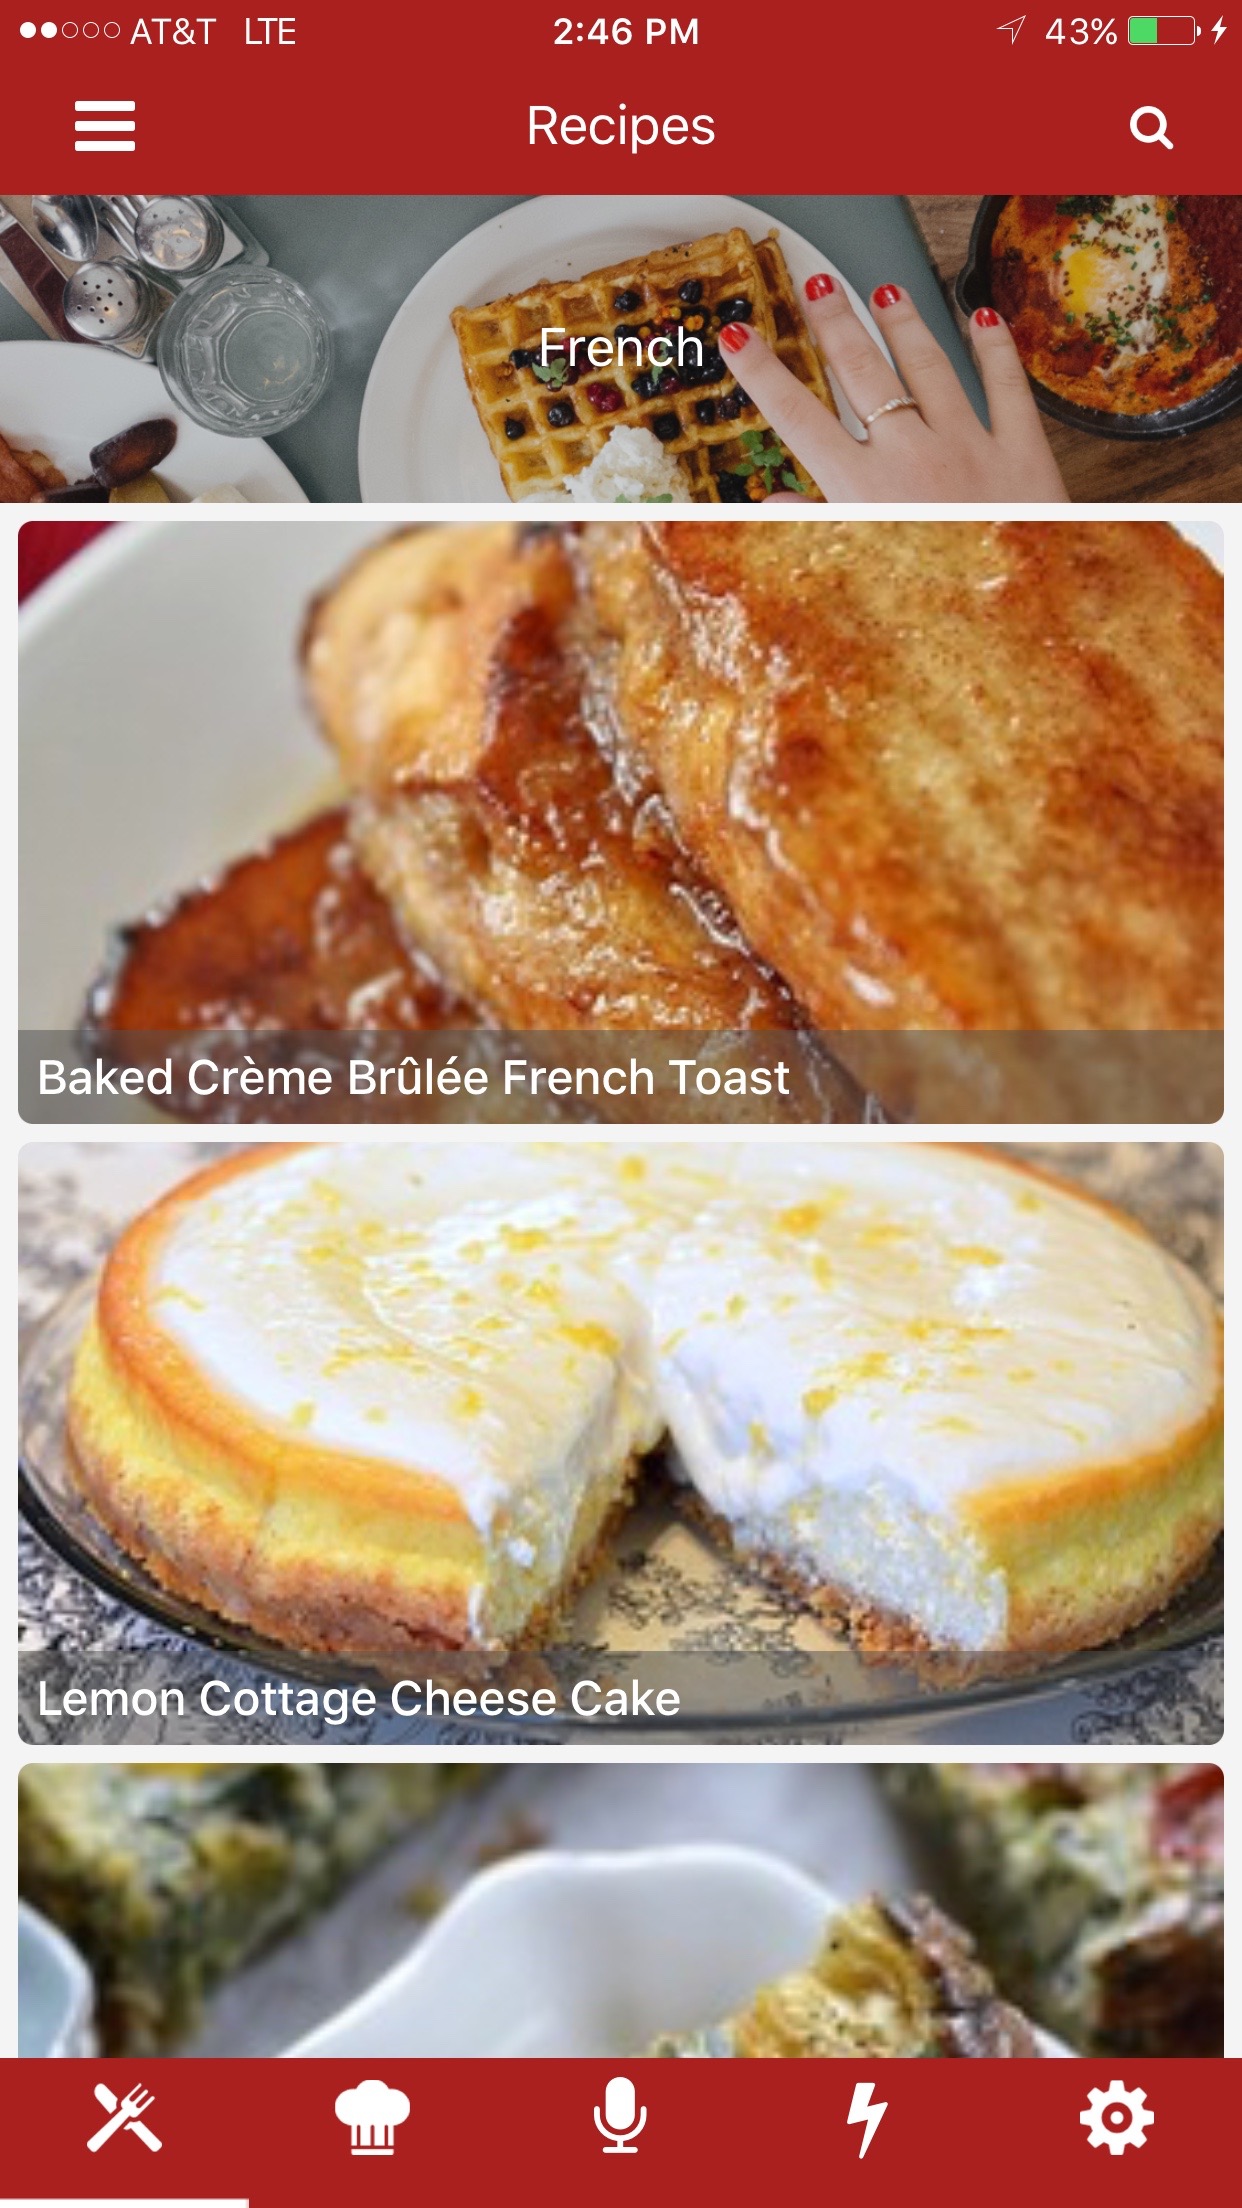 AT&T LTE 2:46 PM 43%
Recipes
French
Baked Crème Brûlée French Toast
Lemon Cottage Cheese Cake